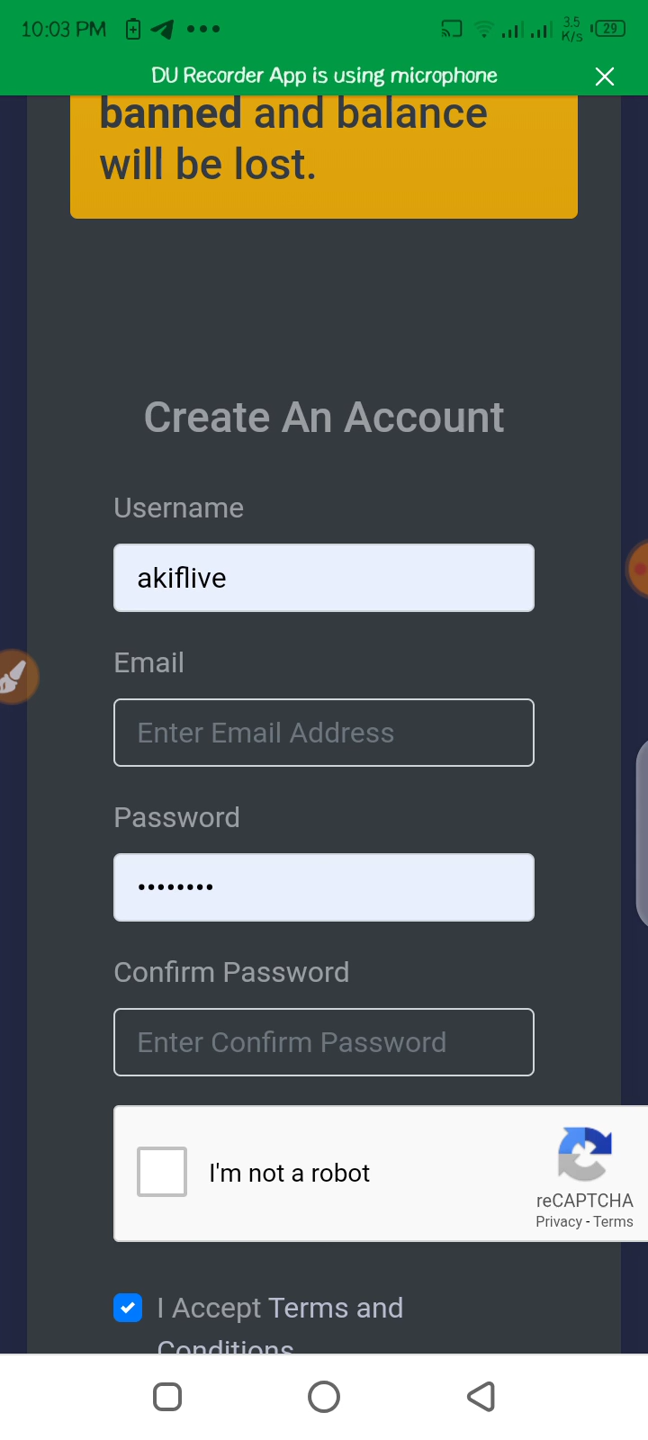 10:03 PM
3.5
K/s
29
DU Recorder App is using microphone
banned and balance
will be lost.
Create An Account
Username
akiflive
Email
Enter Email Address
Password
••••••••
Confirm Password
Enter Confirm Password
I'm not a robot
reCAPTCHA
Privacy - Terms
I Accept Terms and
Conditions